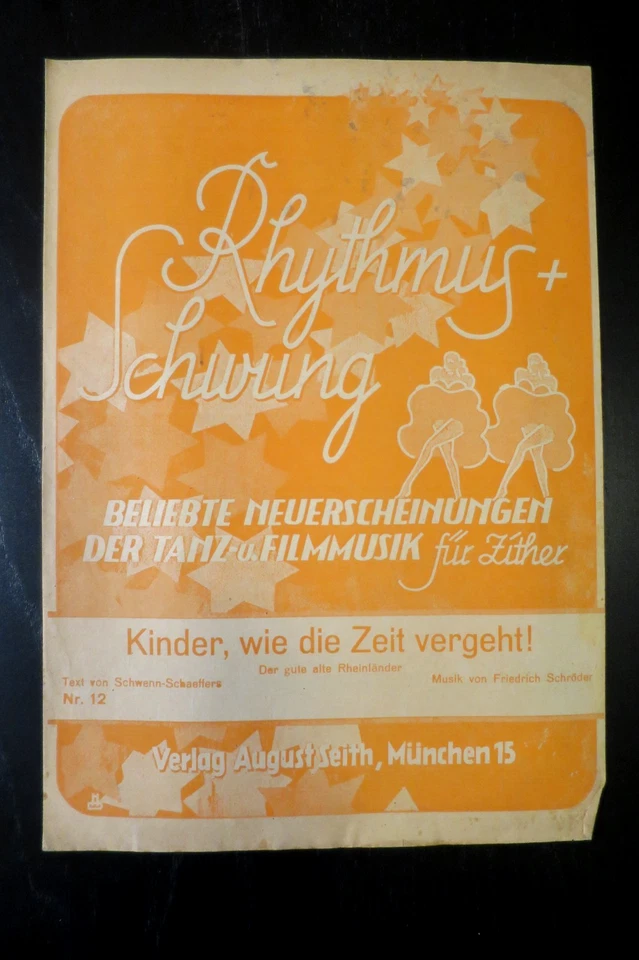 Rhythmus +
Schwung
BELIEBTE NEUERSCHEINUNGEN
DER TANZ- u. FILMMUSIK für Zither
Kinder, wie die Zeit vergeht!
Der gute alte Rheinländer
Text von Schwenn-Schaeffers
Musik von Friedrich Schröder
Nr. 12
Verlag August Seith, München 15